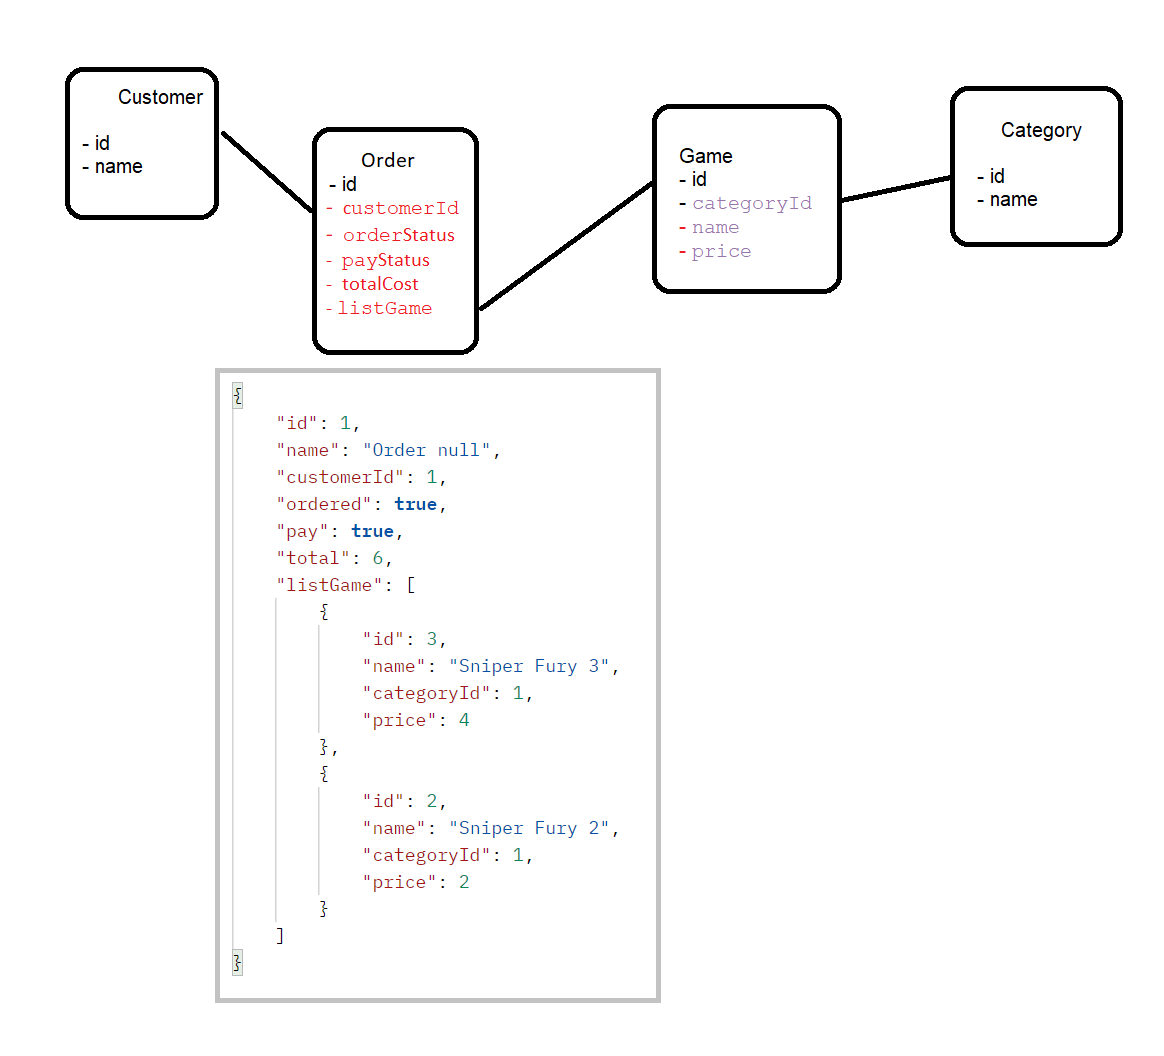 Customer
- id
- name
Order
- id
- customerId
- orderStatus
- payStatus
- totalCost
- listGame
Game
- id
- categoryId
- name
- price
Category
- id
- name
{
"id": 1,
"name": "Order null",
"customerId": 1,
"ordered": true,
"pay": true,
"total": 6,
"listGame": [
{
"id": 3,
"name": "Sniper Fury 3",
"categoryId": 1,
"price": 4
},
{
"id": 2,
"name": "Sniper Fury 2",
"categoryId": 1,
"price": 2
}
]
}